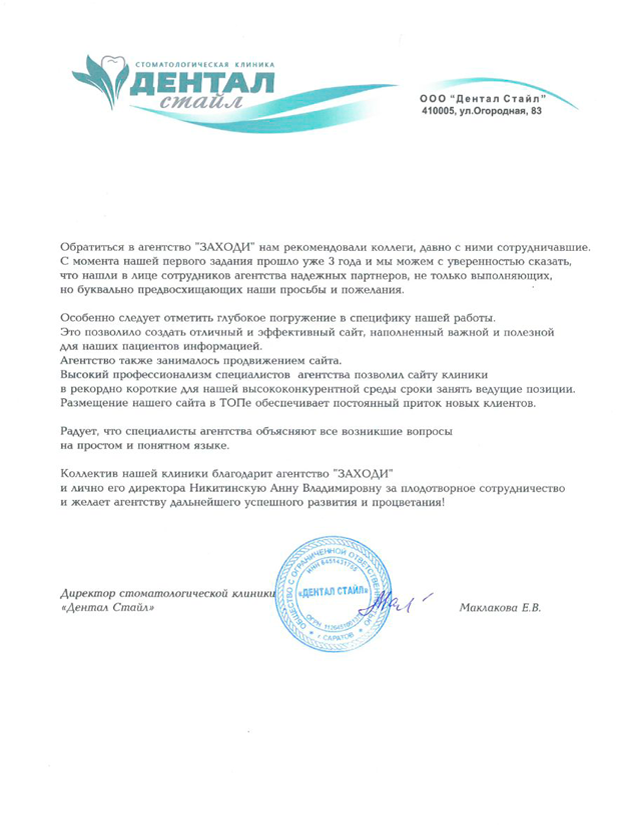 СТОМАТОЛОГИЧЕСКАЯ КЛИНИКА
ДЕНТАЛ
стайл
ООО "Дентал Стайл"
410005, ул.Огородная, 83
Обратиться в агентство "ЗАХОДИ" нам рекомендовали коллеги, давно с ними сотрудничавшие.
С момента нашей первого задания прошло уже 3 года и мы можем с уверенностью сказать,
что нашли в лице сотрудников агентства надежных партнеров, не только выполняющих,
но буквально предвосхищающих наши просьбы и пожелания.
Особенно следует отметить глубокое погружение в специфику нашей работы.
Это позволило создать отличный и эффективный сайт, наполненный важной и полезной
для наших пациентов информацией.
Агентство также занималось продвижением сайта.
Высокий профессионализм специалистов агентства позволил сайту клиники
в рекордно короткие для нашей высококонкурентной среды сроки занять ведущие позиции.
Размещение нашего сайта в ТОПе обеспечивает постоянный приток новых клиентов.
Радует, что специалисты агентства объясняют все возникшие вопросы
на простом и понятном языке.
Коллектив нашей клиники благодарит агентство "ЗАХОДИ"
и лично его директора Никитинскую Анну Владимировну за плодотворное сотрудничество
и желает агентству дальнейшего успешного развития и процветания!
Директор стоматологической клиники
«Дентал Стайл»
Маклакова Е.В.
ОБЩЕСТВО С ОГРАНИЧЕННОЙ ОТВЕТСТВЕННОСТЬЮ
ИНН
«ДЕНТАЛ СТАЙЛ»
ОГРН
г. САРАТОВ